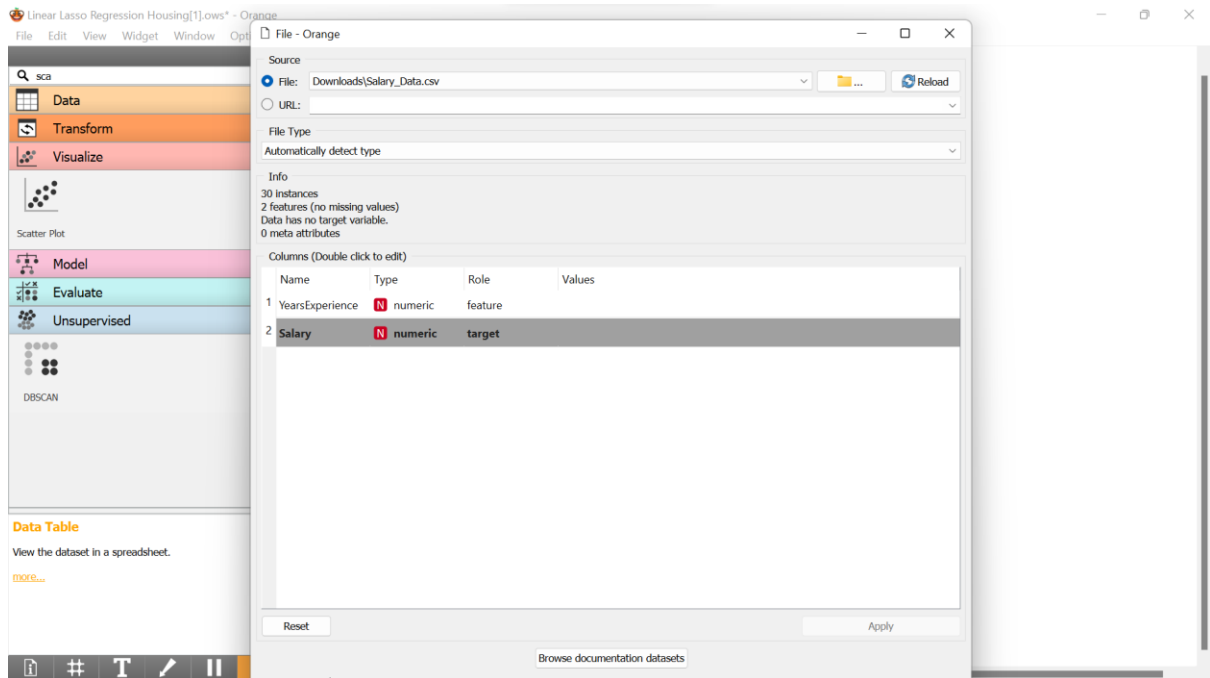 Linear Lasso Regression Housing[1].ows* - Orange
File Edit View Widget Window Opti
sca
Data
Transform
Visualize
Scatter Plot
Model
Evaluate
Unsupervised
DBSCAN
Data Table
View the dataset in a spreadsheet.
more...
T
File - Orange
Source
File: Downloads\Salary_Data.csv ... Reload
URL:
File Type
Automatically detect type
Info
30 instances
2 features (no missing values)
Data has no target variable.
0 meta attributes
Columns (Double click to edit)
Name Type Role Values
1 YearsExperience N numeric feature
2 Salary N numeric target
Reset Apply
Browse documentation datasets